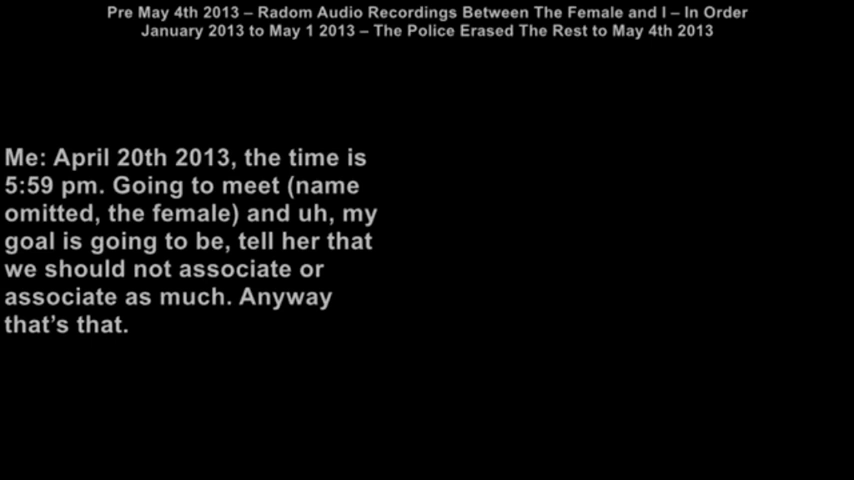 Pre May 4th 2013 – Radom Audio Recordings Between The Female and I – In Order
January 2013 to May 1 2013 – The Police Erased The Rest to May 4th 2013
Me: April 20th 2013, the time is
5:59 pm. Going to meet (name
omitted, the female) and uh, my
goal is going to be, tell her that
we should not associate or
associate as much. Anyway
that’s that.